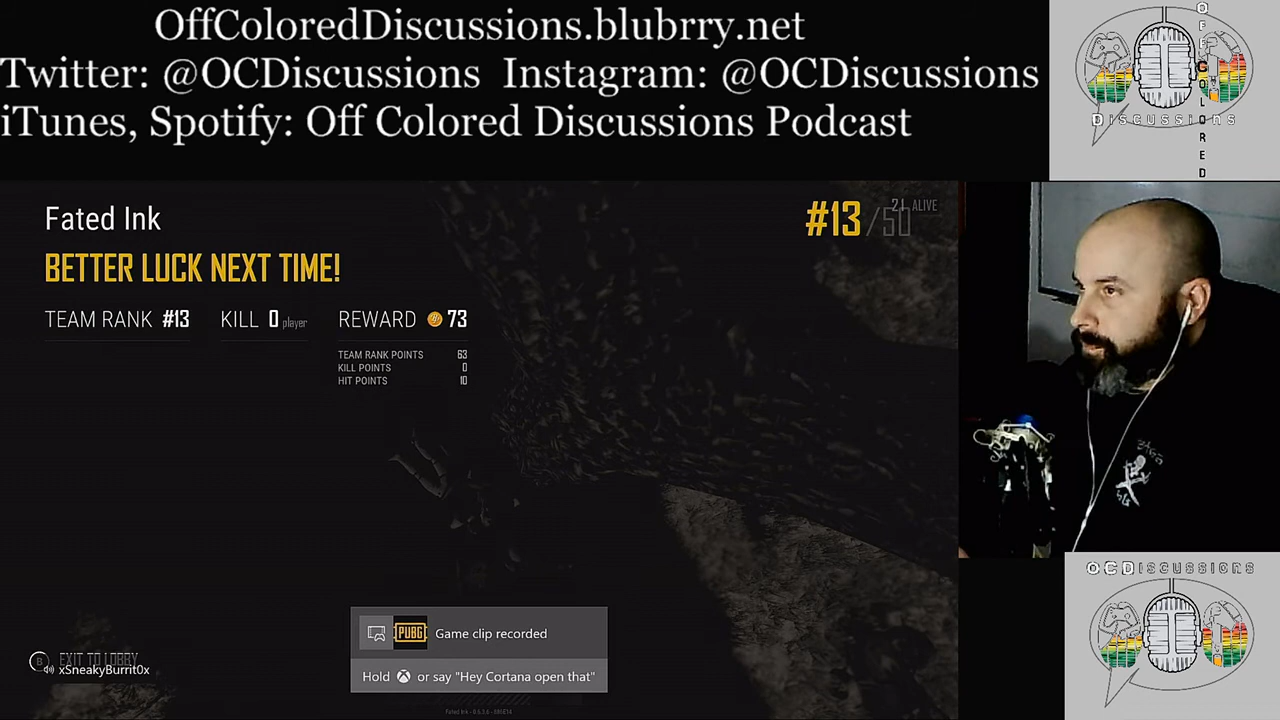 OffColoredDiscussions.blubrry.net
Twitter: @OCDiscussions Instagram: @OCDiscussions
iTunes, Spotify: Off Colored Discussions Podcast
OFF COLORED
Discussions
Fated Ink
#13/50
21 ALIVE
BETTER LUCK NEXT TIME!
TEAM RANK #13 KILL 0 player REWARD 73
TEAM RANK POINTS 63
KILL POINTS 0
HIT POINTS 10
PUBG Game clip recorded
Hold or say "Hey Cortana open that"
B EXIT TO LOBBY
xSneakyBurrit0x
OCDiscussions